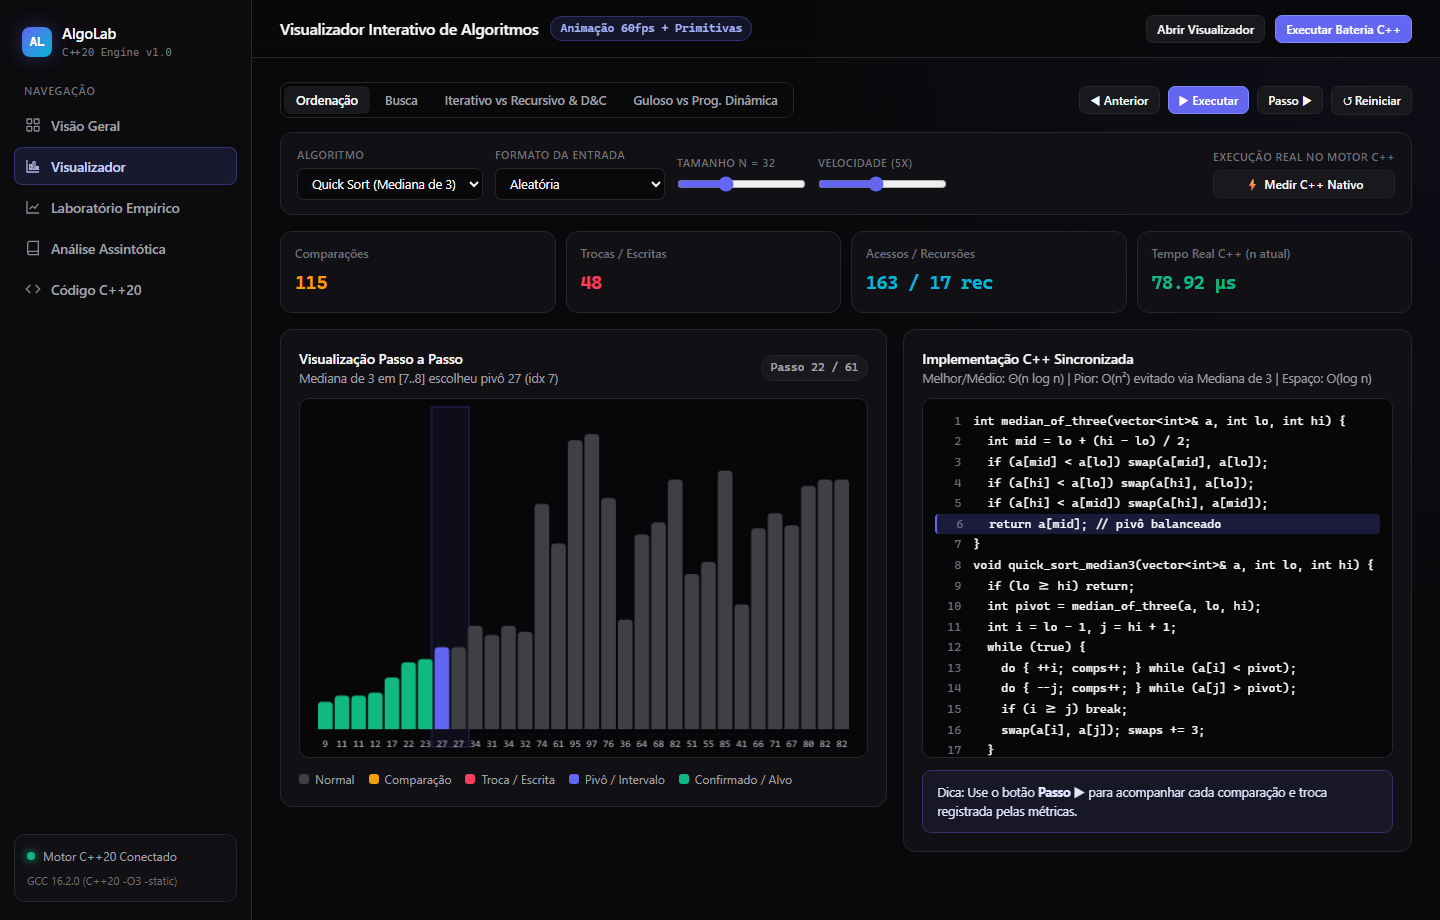 AL
AlgoLab
C++20 Engine v1.0
NAVEGAÇÃO
Visão Geral
Visualizador
Laboratório Empírico
Análise Assintótica
Código C++20
Motor C++20 Conectado
GCC 16.2.0 (C++20 -O3 -static)
Visualizador Interativo de Algoritmos
Animação 60fps + Primitivas
Abrir Visualizador
Executar Bateria C++
Ordenação
Busca
Iterativo vs Recursivo & D&C
Guloso vs Prog. Dinâmica
◀ Anterior
▶ Executar
Passo ▶
↺ Reiniciar
ALGORITMO
Quick Sort (Mediana de 3)
FORMATO DA ENTRADA
Aleatória
TAMANHO N = 32
VELOCIDADE (5X)
EXECUÇÃO REAL NO MOTOR C++
⚡ Medir C++ Nativo
Comparações
115
Trocas / Escritas
48
Acessos / Recursões
163 / 17 rec
Tempo Real C++ (n atual)
78.92 µs
Visualização Passo a Passo
Mediana de 3 em [7..8] escolheu pivô 27 (idx 7)
Passo 22 / 61
9 11 11 12 17 22 23 27 27 34 31 34 32 74 61 95 97 76 36 64 68 82 51 55 85 41 66 71 67 80 82 82
Normal
Comparação
Troca / Escrita
Pivô / Intervalo
Confirmado / Alvo
Implementação C++ Sincronizada
Melhor/Médio: Θ(n log n) | Pior: O(n²) evitado via Mediana de 3 | Espaço: O(log n)
1 int median_of_three(vector<int>& a, int lo, int hi) {
2 int mid = lo + (hi - lo) / 2;
3 if (a[mid] < a[lo]) swap(a[mid], a[lo]);
4 if (a[hi] < a[lo]) swap(a[hi], a[lo]);
5 if (a[hi] < a[mid]) swap(a[hi], a[mid]);
6 return a[mid]; // pivô balanceado
7 }
8 void quick_sort_median3(vector<int>& a, int lo, int hi) {
9 if (lo ≥ hi) return;
10 int pivot = median_of_three(a, lo, hi);
11 int i = lo - 1, j = hi + 1;
12 while (true) {
13 do { ++i; comps++; } while (a[i] < pivot);
14 do { --j; comps++; } while (a[j] > pivot);
15 if (i ≥ j) break;
16 swap(a[i], a[j]); swaps += 3;
17 }
Dica: Use o botão Passo ▶ para acompanhar cada comparação e troca
registrada pelas métricas.